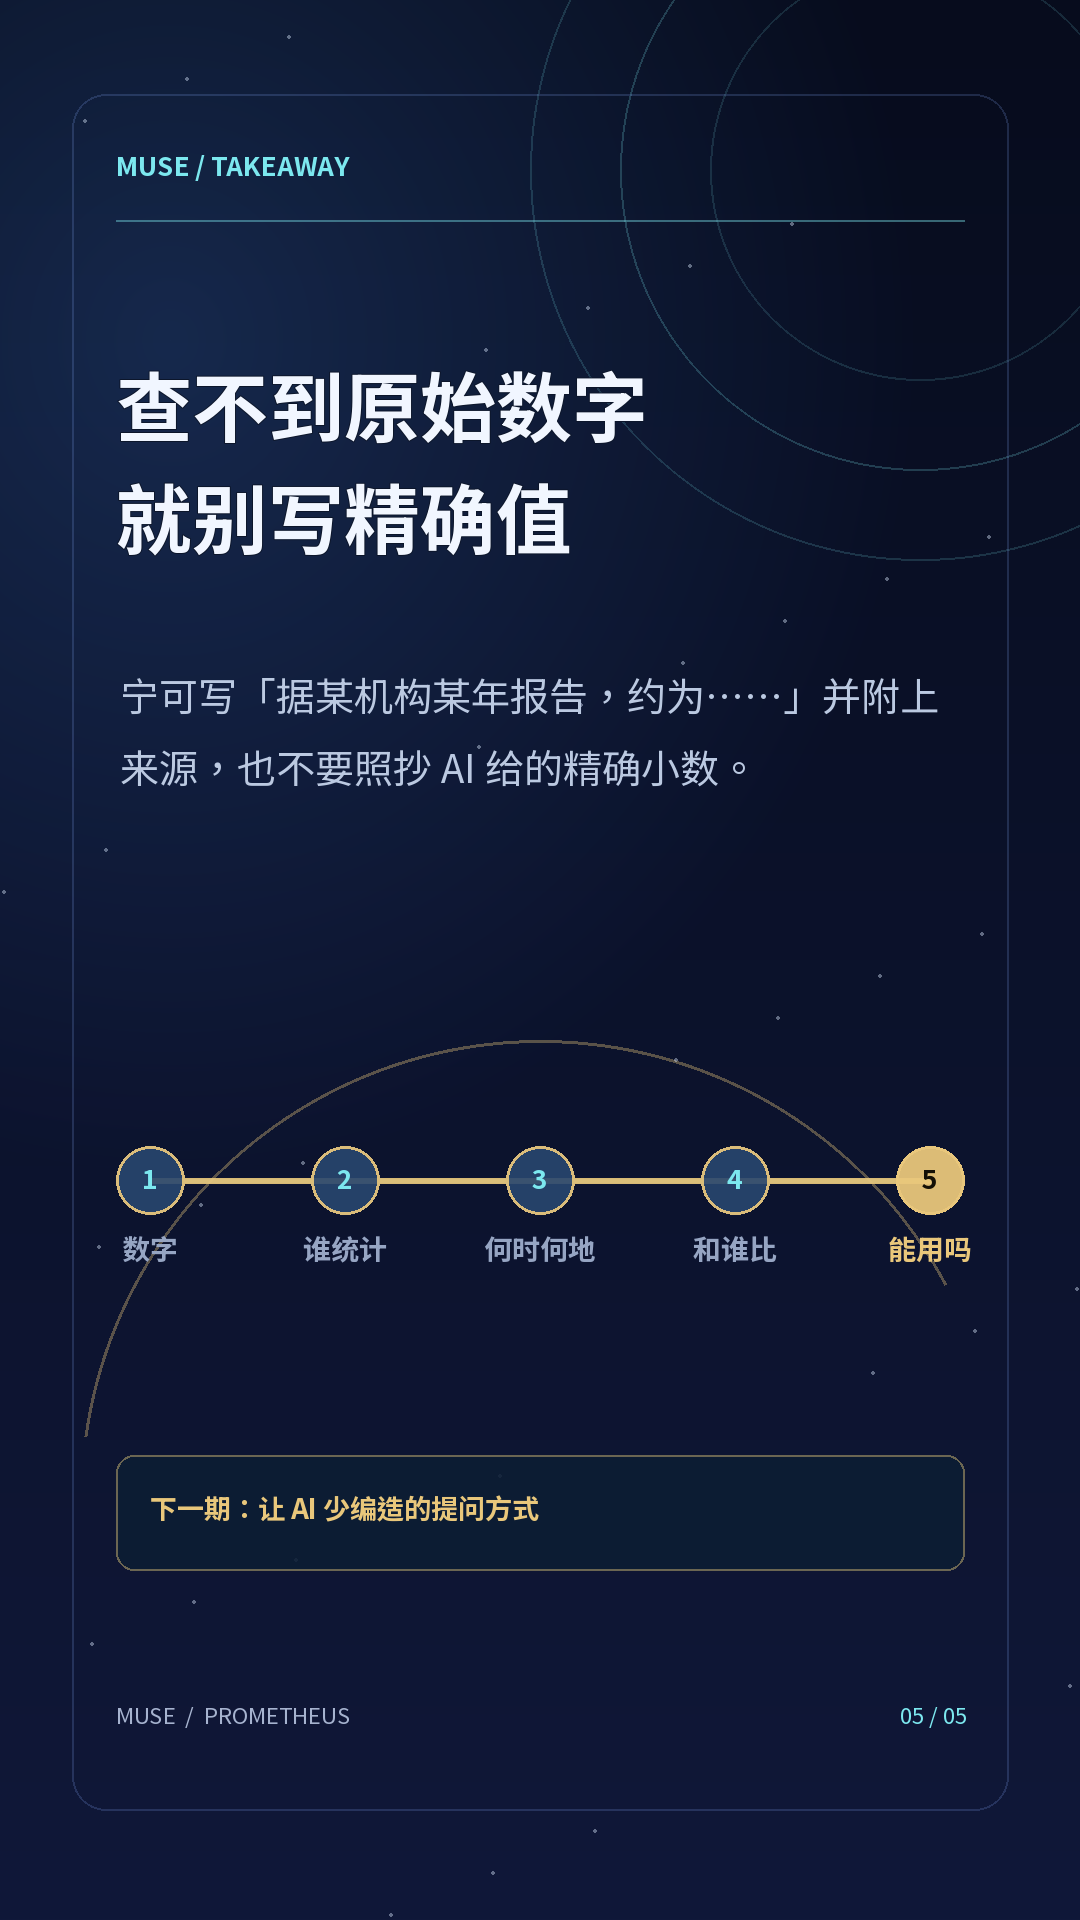 MUSE / TAKEAWAY
查不到原始数字
就别写精确值
宁可写「据某机构某年报告，约为⋯⋯」并附上
来源，也不要照抄 AI 给的精确小数。
1 2 3 4 5
数字 谁统计 何时何地 和谁比 能用吗
下一期：让 AI 少编造的提问方式
MUSE / PROMETHEUS
05 / 05